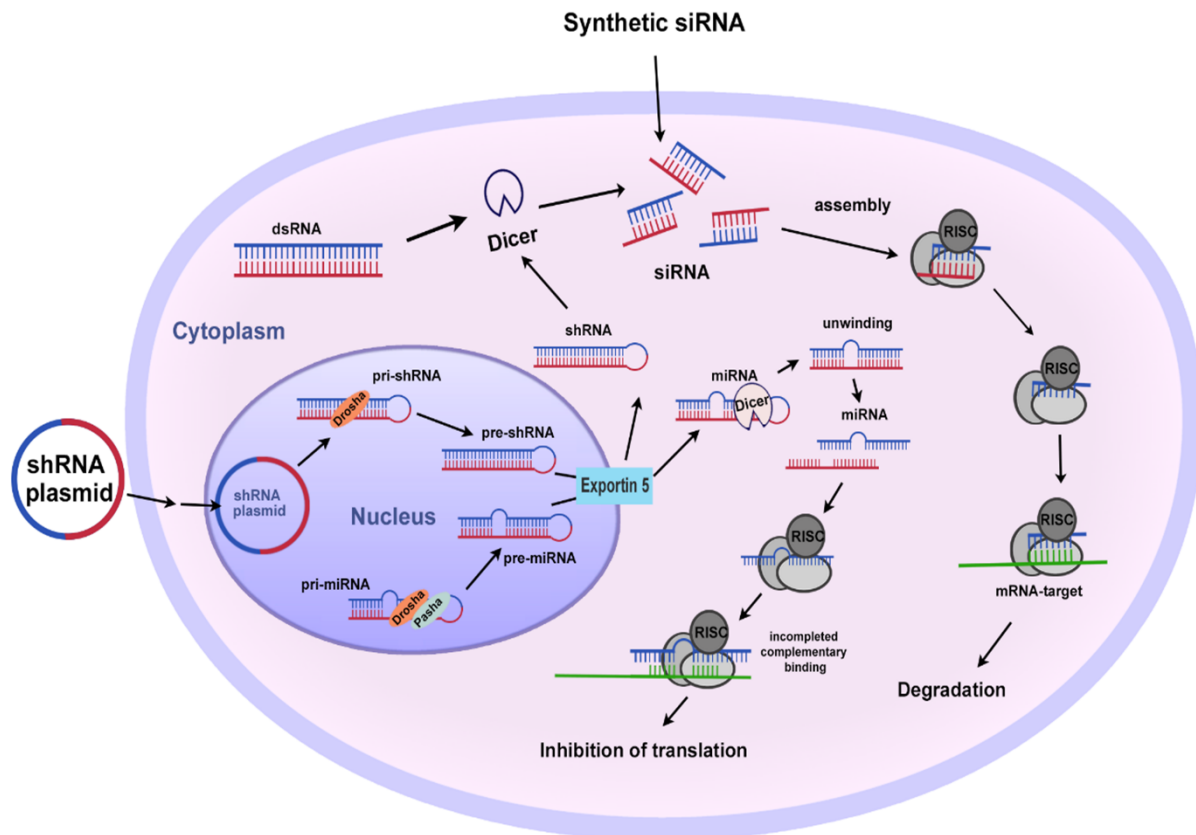 Synthetic siRNA
dsRNA
Dicer
siRNA
assembly
RISC
Cytoplasm
shRNA
unwinding
RISC
pri-shRNA
Drosha
miRNA
Dicer
miRNA
pre-shRNA
shRNA
plasmid
shRNA
plasmid
Exportin 5
Nucleus
pre-miRNA
pri-miRNA
Drosha
Pasha
RISC
RISC
mRNA-target
RISC
incompleted
complementary
binding
Degradation
Inhibition of translation